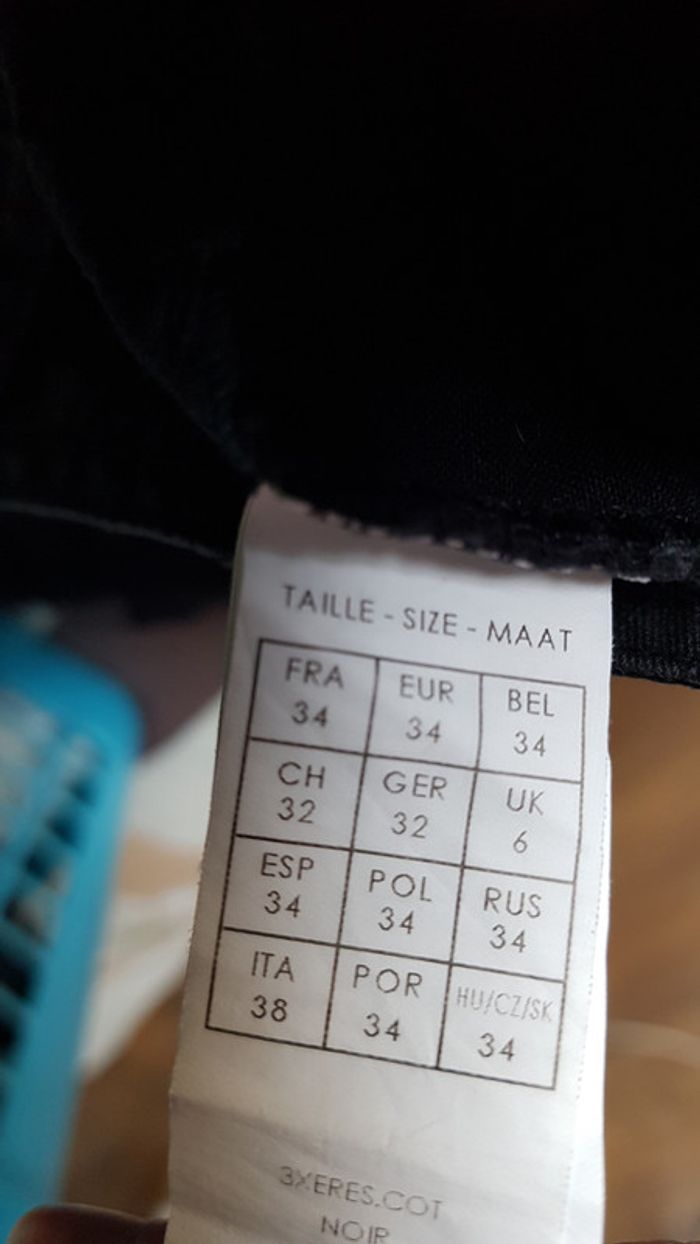 TAILLE - SIZE - MAAT
FRA EUR BEL
34 34 34
CH GER UK
32 32 6
ESP POL RUS
34 34 34
ITA POR HU/CZ/SK
38 34 34
3XERES.COT
NOIR